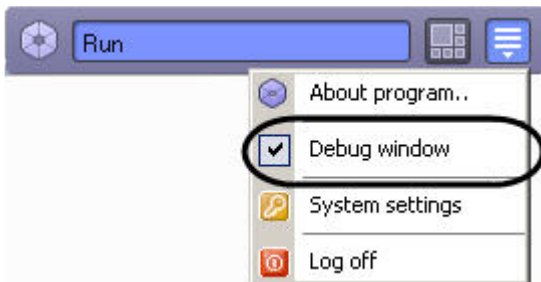 Run
About program..
Debug window
System settings
Log off